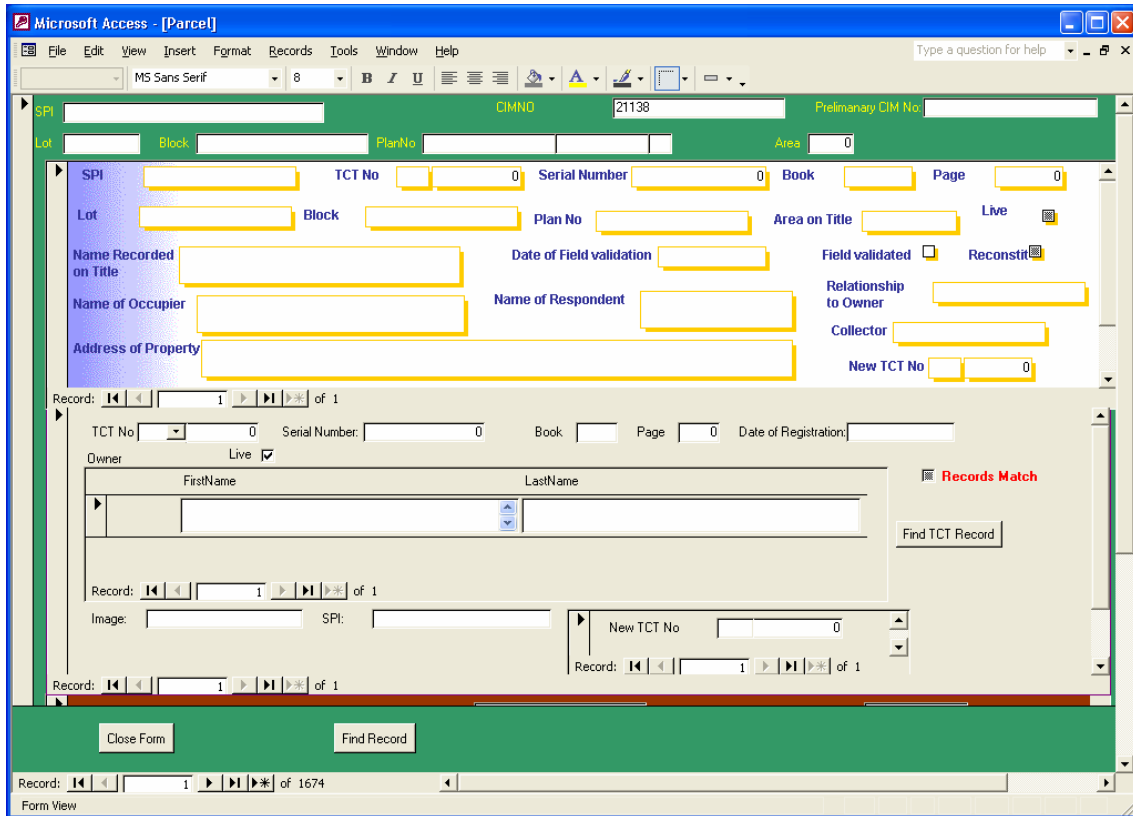 Microsoft Access - [Parcel]
File Edit View Insert Format Records Tools Window Help Type a question for help
MS Sans Serif 8 B I U
SPI CIMNO 21138 Prelimanary CIM No:
Lot Block PlanNo Area 0
SPI TCT No 0 Serial Number 0 Book Page 0
Lot Block Plan No Area on Title Live
Name Recorded on Title Date of Field validation Field validated Reconstit
Name of Occupier Name of Respondent Relationship to Owner
Collector
Address of Property
New TCT No 0
Record: 1 of 1
TCT No 0 Serial Number: 0 Book Page 0 Date of Registration:
Owner Live
FirstName LastName Records Match
Find TCT Record
Record: 1 of 1
Image: SPI: New TCT No 0
Record: 1 of 1
Record: 1 of 1
Close Form Find Record
Record: 1 of 1674
Form View